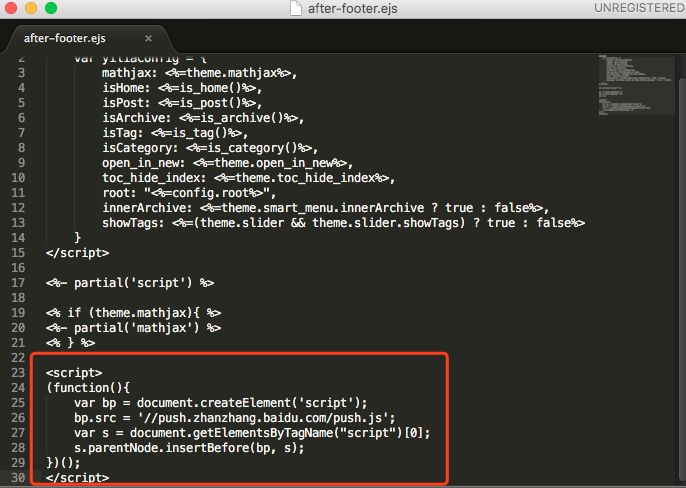 after-footer.ejs
UNREGISTERED
after-footer.ejs ×
2 var yiliaConfig = {
3 mathjax: <%=theme.mathjax%>,
4 isHome: <%=is_home()%>,
5 isPost: <%=is_post()%>,
6 isArchive: <%=is_archive()%>,
7 isTag: <%=is_tag()%>,
8 isCategory: <%=is_category()%>,
9 open_in_new: <%=theme.open_in_new%>,
10 toc_hide_index: <%=theme.toc_hide_index%>,
11 root: "<%=config.root%>",
12 innerArchive: <%=theme.smart_menu.innerArchive ? true : false%>,
13 showTags: <%=(theme.slider && theme.slider.showTags) ? true : false%>
14 }
15 </script>
16
17 <%- partial('script') %>
18
19 <% if (theme.mathjax){ %>
20 <%- partial('mathjax') %>
21 <% } %>
22
23 <script>
24 (function(){
25 var bp = document.createElement('script');
26 bp.src = '//push.zhanzhang.baidu.com/push.js';
27 var s = document.getElementsByTagName("script")[0];
28 s.parentNode.insertBefore(bp, s);
29 })();
30 </script>